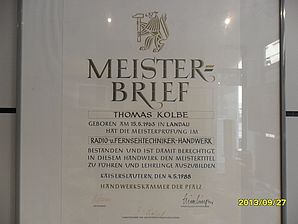 MEISTER-
BRIEF
THOMAS KOLBE
GEBOREN AM 15.6.1963 IN LANDAU
HAT DIE MEISTERPRÜFUNG IM
RADIO-U.FERNSEHTECHNIKER-HANDWERK
BESTANDEN UND IST DAMIT BERECHTIGT
IN DIESEM HANDWERK DEN MEISTERTITEL
ZU FÜHREN UND LEHRLINGE AUSZUBILDEN
KAISERSLAUTERN, DEN 4.5.1988
HANDWERKSKAMMER DER PFALZ
2013/09/27